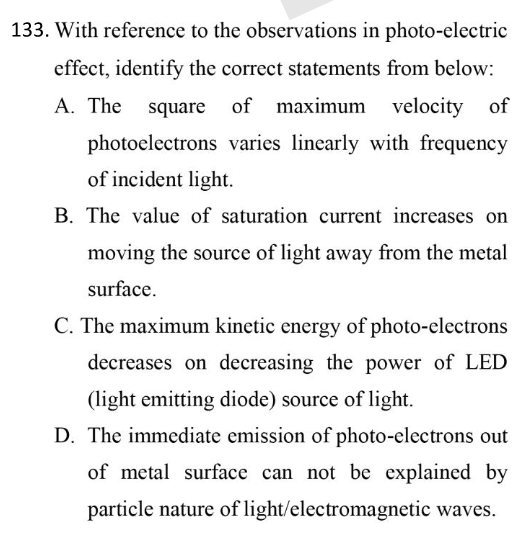 133. With reference to the observations in photo-electric
effect, identify the correct statements from below:
A. The square of maximum velocity of
photoelectrons varies linearly with frequency
of incident light.
B. The value of saturation current increases on
moving the source of light away from the metal
surface.
C. The maximum kinetic energy of photo-electrons
decreases on decreasing the power of LED
(light emitting diode) source of light.
D. The immediate emission of photo-electrons out
of metal surface can not be explained by
particle nature of light/electromagnetic waves.